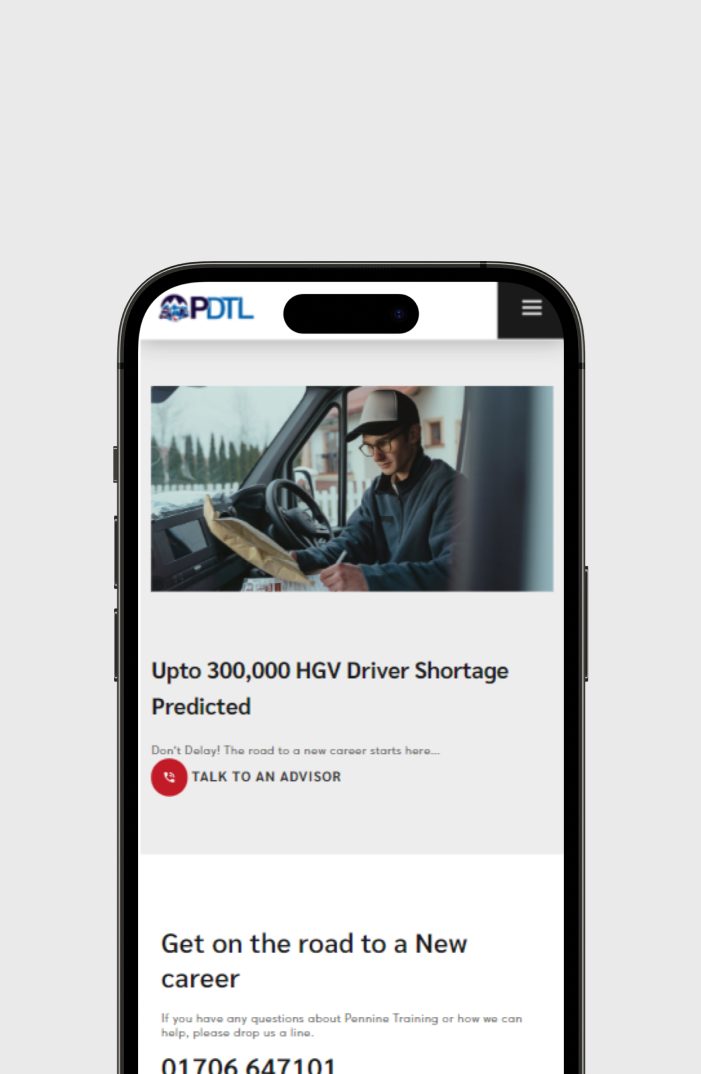 PDTL
Upto 300,000 HGV Driver Shortage
Predicted
Don't Delay! The road to a new career starts here...
TALK TO AN ADVISOR
Get on the road to a New
career
If you have any questions about Pennine Training or how we can
help, please drop us a line.
01706 647101